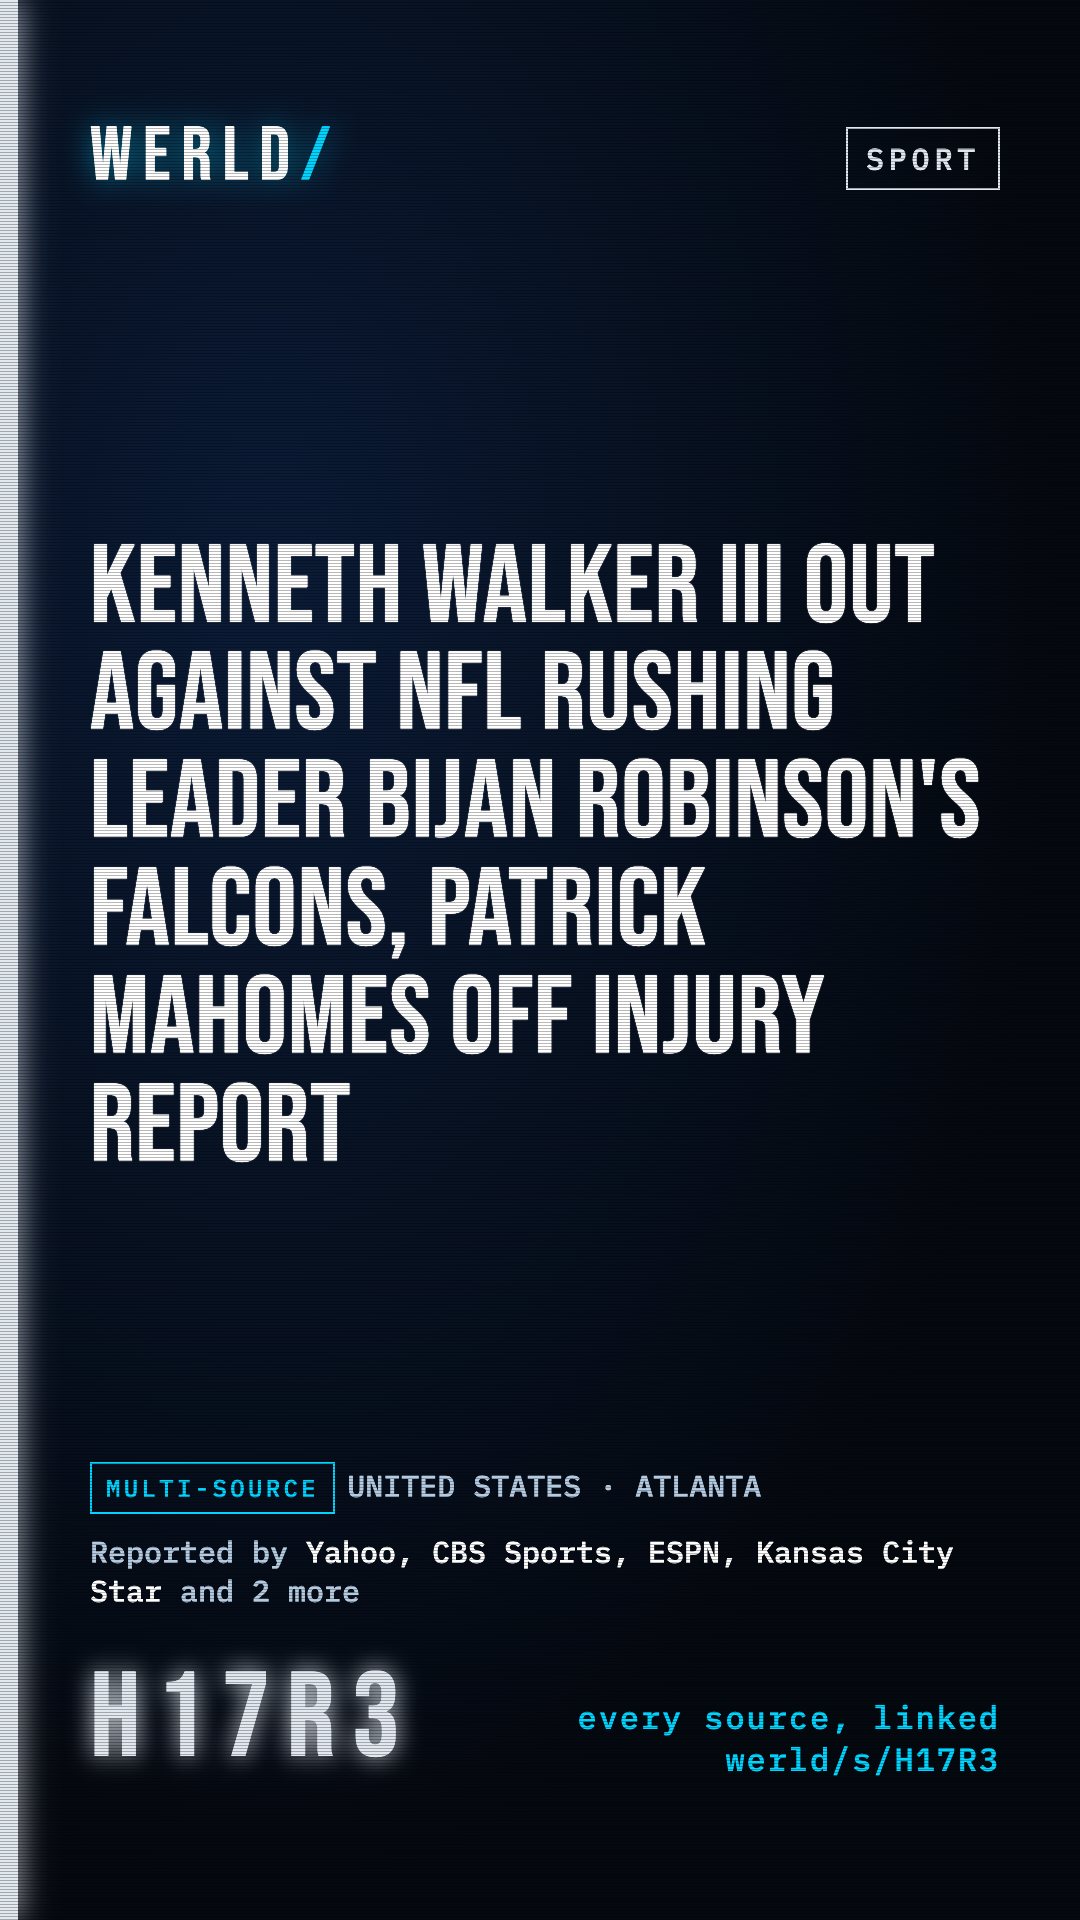 WERLD/
SPORT
KENNETH WALKER III OUT
AGAINST NFL RUSHING
LEADER BIJAN ROBINSON'S
FALCONS, PATRICK
MAHOMES OFF INJURY
REPORT
MULTI-SOURCE UNITED STATES · ATLANTA
Reported by Yahoo, CBS Sports, ESPN, Kansas City
Star and 2 more
H17R3
every source, linked
werld/s/H17R3